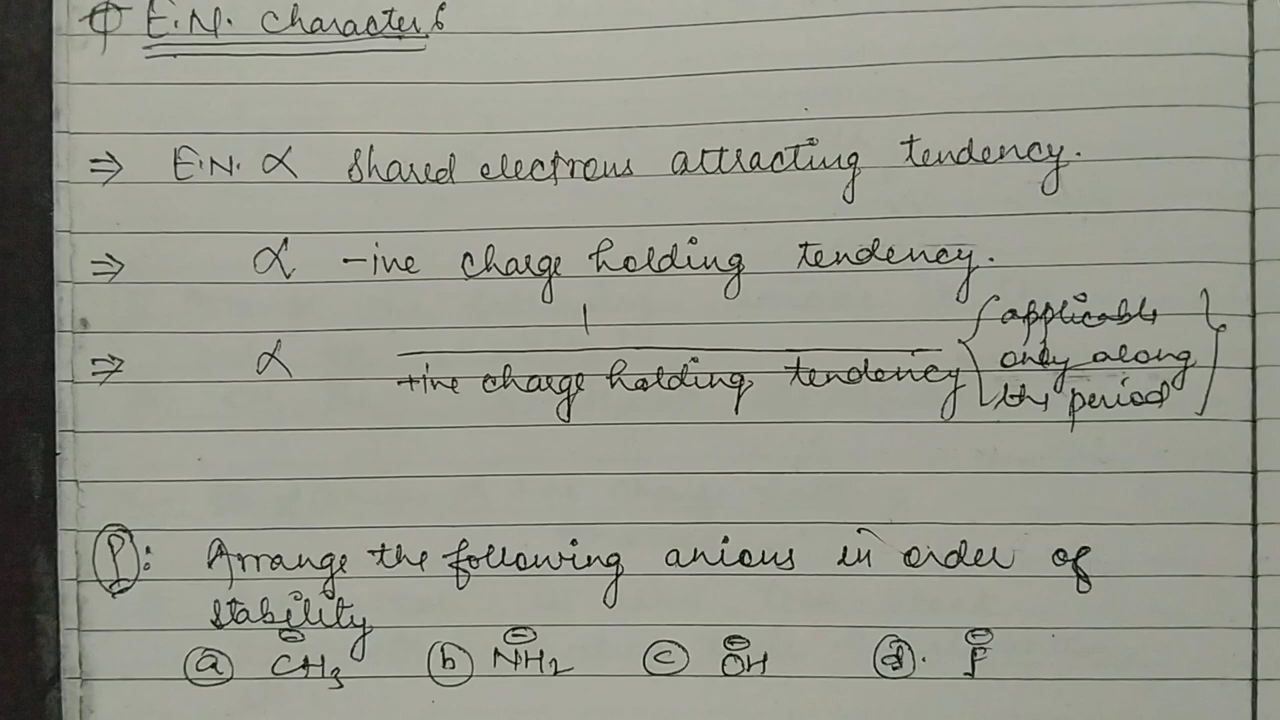 E.N. character
⇒ E.N. ∝ shared electrons attracting tendency.
⇒ ∝ -ive charge holding tendency.
⇒ ∝ 1 / +ive charge holding tendency { applicable only along the period }
(P): Arrange the following anions in order of
stability
(a) ⊖CH3 (b) ⊖NH2 (c) ⊖OH (d). ⊖F